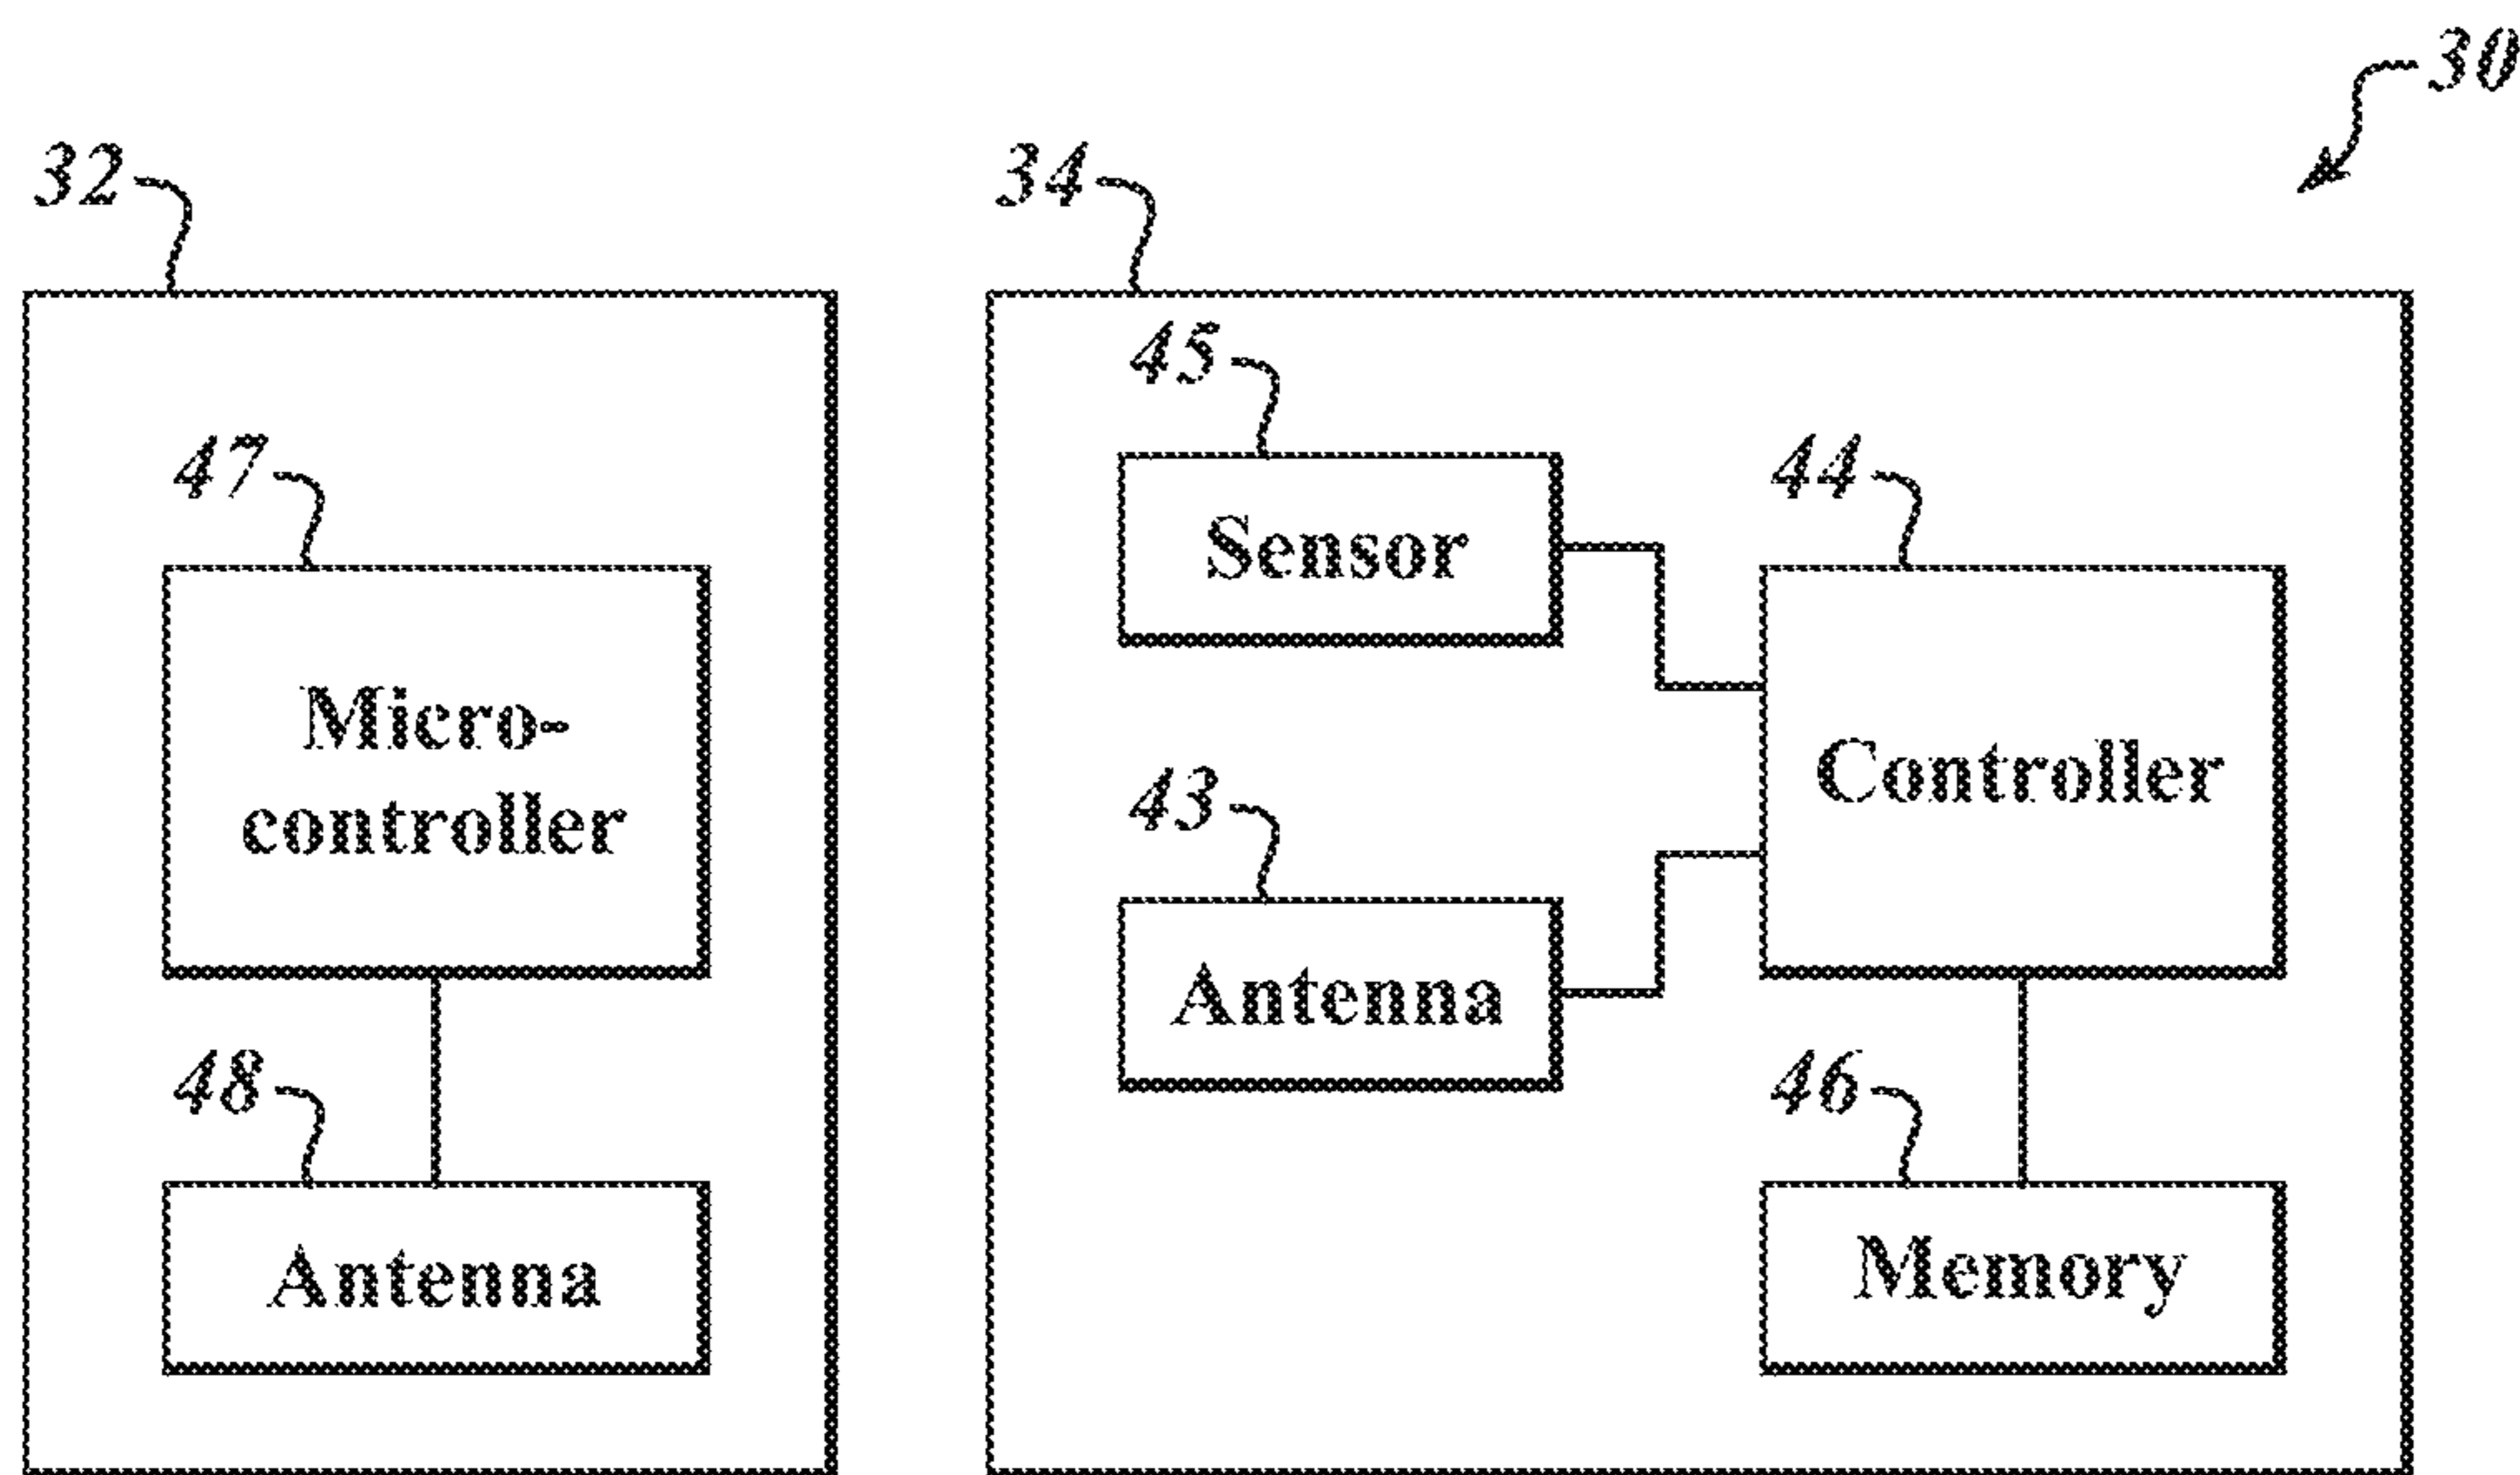 30
32
34
45
47
44
Sensor
Micro-
controller
Controller
43
Antenna
48
46
Antenna
Memory